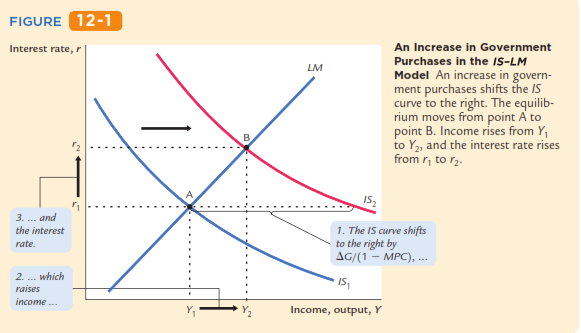 FIGURE 12-1
Interest rate, r
LM
B
r₂
A
r₁
IS₂
3. ... and
the interest
rate.
1. The IS curve shifts
to the right by
ΔG/(1 − MPC), ...
2. ... which
raises
income ...
IS₁
Y₁
Y₂
Income, output, Y
An Increase in Government
Purchases in the IS–LM
Model An increase in govern-
ment purchases shifts the IS
curve to the right. The equilib-
rium moves from point A to
point B. Income rises from Y₁
to Y₂, and the interest rate rises
from r₁ to r₂.